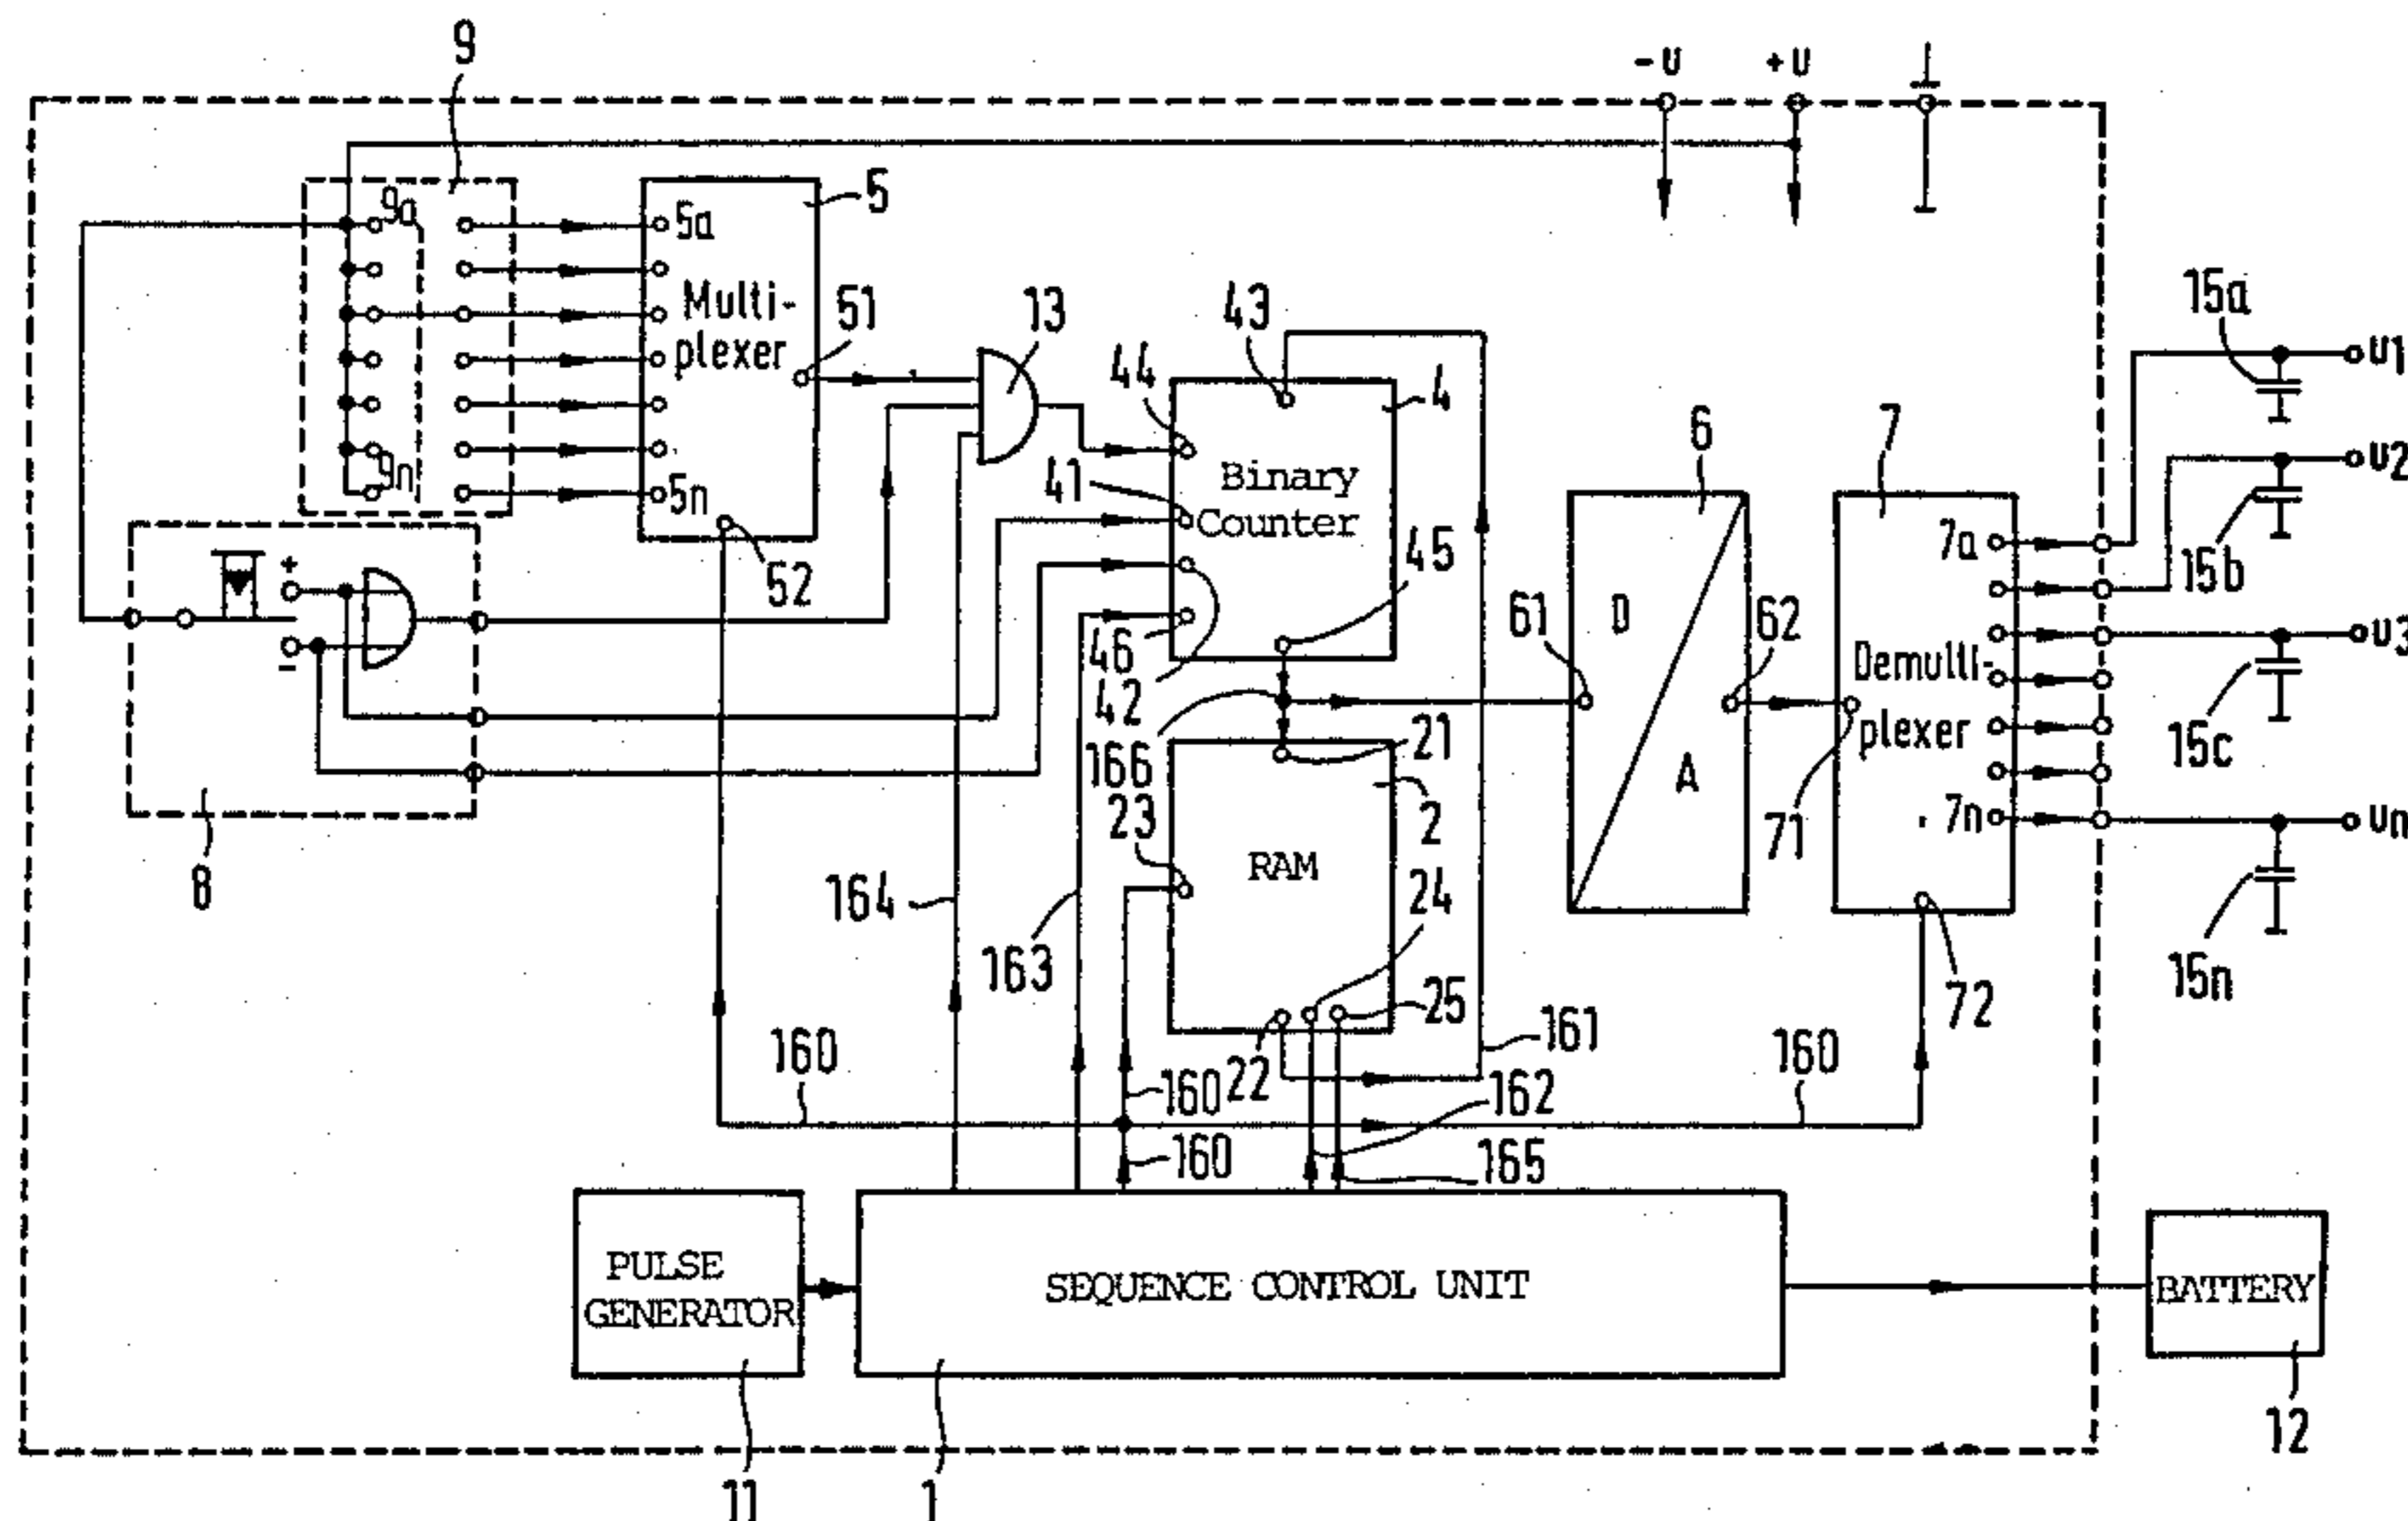 9
-U +U
9a
5a
5
Multi-
plexer
51
13
43
44
4
15a
U1
9n
5n
41
Binary
Counter
45
6
7
U2
15b
7a
+
-
52
46
42
61
D
62
Demulti-
plexer
U3
15c
166
21
23
2
A
71
7n
Un
8
164
RAM
24
163
25
72
15n
160
160
22
161
160
160
162
165
PULSE
GENERATOR
SEQUENCE CONTROL UNIT
BATTERY
11
1
12